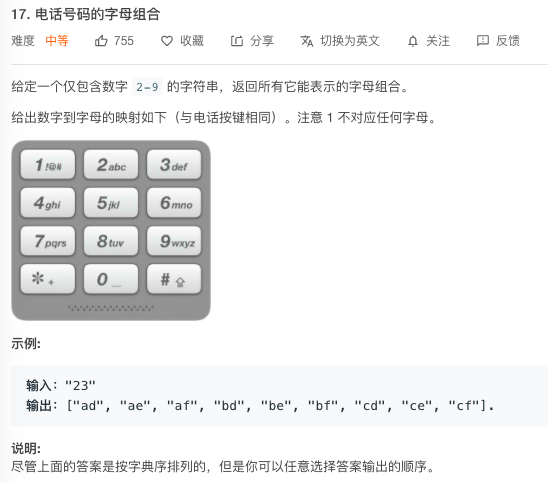 17. 电话号码的字母组合
难度 中等 755 收藏 分享 切换为英文 关注 反馈
给定一个仅包含数字 2-9 的字符串，返回所有它能表示的字母组合。
给出数字到字母的映射如下（与电话按键相同）。注意 1 不对应任何字母。
1 !@# 2 abc 3 def
4 ghi 5 jkl 6 mno
7 pqrs 8 tuv 9 wxyz
* + 0 _ #
示例:
输入："23"
输出：["ad", "ae", "af", "bd", "be", "bf", "cd", "ce", "cf"].
说明:
尽管上面的答案是按字典序排列的，但是你可以任意选择答案输出的顺序。